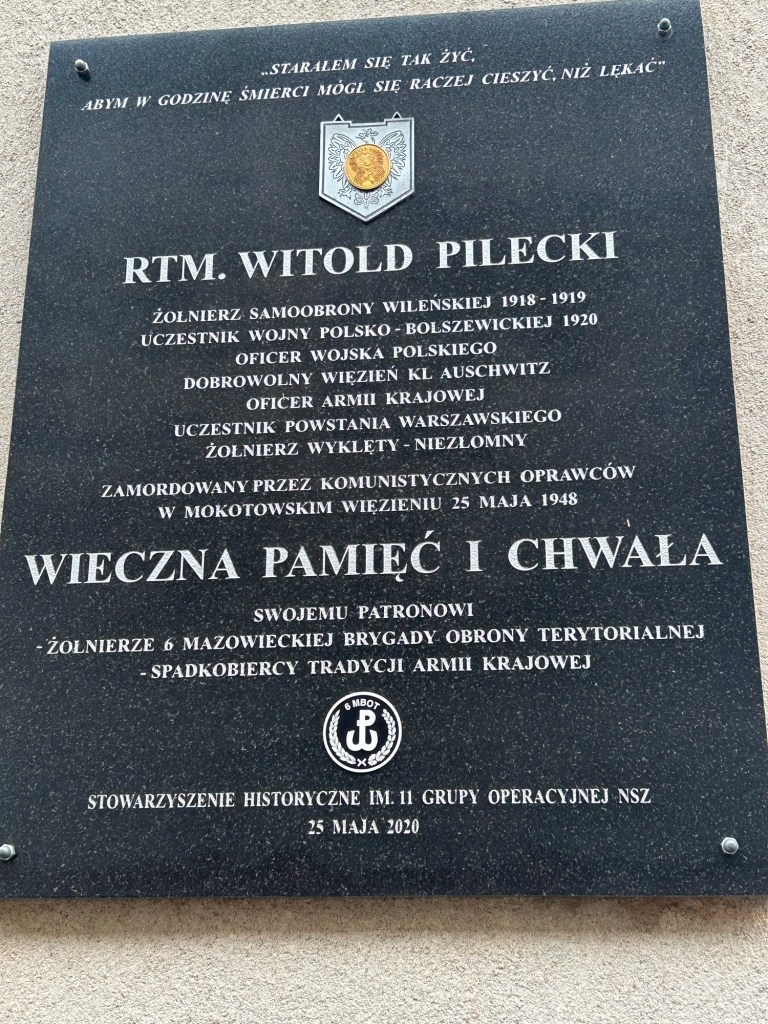 „STARAŁEM SIĘ TAK ŻYĆ,
ABYM W GODZINĘ ŚMIERCI MÓGŁ SIĘ RACZEJ CIESZYĆ, NIŻ LĘKAĆ”
RTM. WITOLD PILECKI
ŻOŁNIERZ SAMOOBRONY WILEŃSKIEJ 1918 - 1919
UCZESTNIK WOJNY POLSKO - BOLSZEWICKIEJ 1920
OFICER WOJSKA POLSKIEGO
DOBROWOLNY WIĘZIEŃ KL AUSCHWITZ
OFICER ARMII KRAJOWEJ
UCZESTNIK POWSTANIA WARSZAWSKIEGO
ŻOŁNIERZ WYKLĘTY - NIEZŁOMNY
ZAMORDOWANY PRZEZ KOMUNISTYCZNYCH OPRAWCÓW
W MOKOTOWSKIM WIĘZIENIU 25 MAJA 1948
WIECZNA PAMIĘĆ I CHWAŁA
SWOJEMU PATRONOWI
- ŻOŁNIERZE 6 MAZOWIECKIEJ BRYGADY OBRONY TERYTORIALNEJ
- SPADKOBIERCY TRADYCJI ARMII KRAJOWEJ
6 MBOT
STOWARZYSZENIE HISTORYCZNE IM. 11 GRUPY OPERACYJNEJ NSZ
25 MAJA 2020